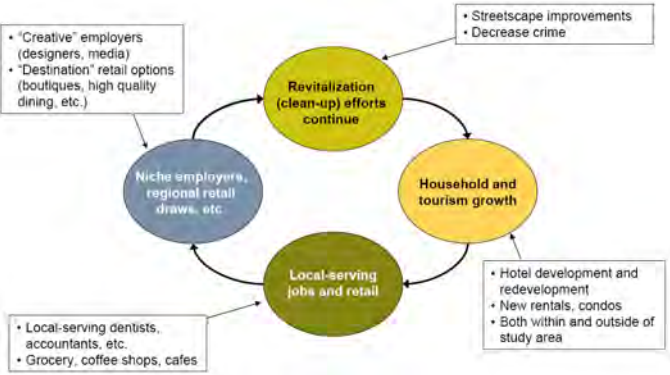 • Streetscape improvements
• Decrease crime
• “Creative” employers
(designers, media)
• “Destination” retail options
(boutiques, high quality
dining, etc.)
Revitalization
(clean-up) efforts
continue
Niche employers,
regional retail
draws, etc
Household and
tourism growth
Local-serving
jobs and retail
• Hotel development and
redevelopment
• New rentals, condos
• Both within and outside of
study area
• Local-serving dentists,
accountants, etc.
• Grocery, coffee shops, cafes